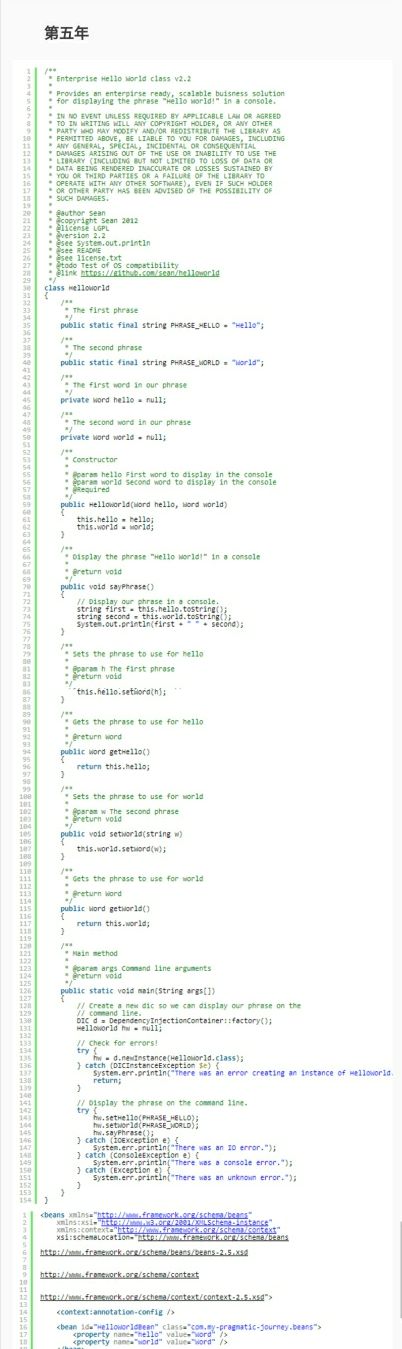 第五年
1 /**
2 * Enterprise Hello World class v2.2
3 *
4 * Provides an enterpirse ready, scalable buisness solution
5 * for displaying the phrase "Hello World!" in a console.
6 *
7 * IN NO EVENT UNLESS REQUIRED BY APPLICABLE LAW OR AGREED
8 * TO IN WRITING WILL ANY COPYRIGHT HOLDER, OR ANY OTHER
9 * PARTY WHO MAY MODIFY AND/OR REDISTRIBUTE THE LIBRARY AS
10 * PERMITTED ABOVE, BE LIABLE TO YOU FOR DAMAGES, INCLUDING
11 * ANY GENERAL, SPECIAL, INCIDENTAL OR CONSEQUENTIAL
12 * DAMAGES ARISING OUT OF THE USE OR INABILITY TO USE THE
13 * LIBRARY (INCLUDING BUT NOT LIMITED TO LOSS OF DATA OR
14 * DATA BEING RENDERED INACCURATE OR LOSSES SUSTAINED BY
15 * YOU OR THIRD PARTIES OR A FAILURE OF THE LIBRARY TO
16 * OPERATE WITH ANY OTHER SOFTWARE), EVEN IF SUCH HOLDER
17 * OR OTHER PARTY HAS BEEN ADVISED OF THE POSSIBILITY OF
18 * SUCH DAMAGES.
19 *
20 * @author Sean
21 * @copyright Sean 2012
22 * @license LGPL
23 * @version 2.2
24 * @see System.out.println
25 * @see README
26 * @see license.txt
27 * @todo Test of OS compatibility
28 * @link https://github.com/sean/helloworld
29 */
30 class HelloWorld
31 {
32 /**
33 * The first phrase
34 */
35 public static final string PHRASE_HELLO = "Hello";
36
37 /**
38 * The second phrase
39 */
40 public static final string PHRASE_WORLD = "World";
41
42 /**
43 * The first word in our phrase
44 */
45 private Word hello = null;
46
47 /**
48 * The second word in our phrase
49 */
50 private Word world = null;
51
52 /**
53 * Constructor
54 *
55 * @param hello First word to display in the console
56 * @param world Second word to display in the console
57 * @Required
58 */
59 public HelloWorld(Word hello, Word world)
60 {
61 this.hello = hello;
62 this.world = world;
63 }
64
65 /**
66 * Display the phrase "Hello World!" in a console
67 *
68 * @return void
69 */
70 public void sayPhrase()
71 {
72 // Display our phrase in a console.
73 string first = this.hello.toString();
74 string second = this.world.toString();
75 System.out.println(first + " " + second);
76 }
77
78 /**
79 * Sets the phrase to use for hello
80 *
81 * @param h The first phrase
82 * @return void
83 */
86 this.hello.setWord(h);
87 }
88
89 /**
90 * Gets the phrase to use for hello
91 *
92 * @return Word
93 */
94 public Word getHello()
95 {
96 return this.hello;
97 }
98
99 /**
100 * Sets the phrase to use for world
101 *
102 * @param w The second phrase
103 * @return void
104 */
105 public void setWorld(string w)
106 {
107 this.world.setWord(w);
108 }
109
110 /**
111 * Gets the phrase to use for world
112 *
113 * @return Word
114 */
115 public Word getWorld()
116 {
117 return this.world;
118 }
119
120 /**
121 * Main method
122 *
123 * @param args Command line arguments
124 * @return void
125 */
126 public static void main(String args[])
127 {
128 // Create a new dic so we can display our phrase on the
129 // command line.
130 DIC d = DependencyInjectionContainer::factory();
131 HelloWorld hw = null;
132
133 // Check for errors!
134 try {
135 hw = d.newInstance(HelloWorld.class);
136 } catch (DICInstanceException $e) {
137 System.err.println("There was an error creating an instance of HelloWorld.
138 return;
139 }
140
141 // Display the phrase on the command line.
142 try {
143 hw.setHello(PHRASE_HELLO);
144 hw.setWorld(PHRASE_WORLD);
145 hw.sayPhrase();
146 } catch (IOException e) {
147 System.err.println("There was an IO error.");
148 } catch (ConsoleException e) {
149 System.err.println("There was a console error.");
150 } catch (Exception e) {
151 System.err.println("There was an unknown error.");
152 }
153 }
154 }
1 <beans xmlns="http://www.framework.org/schema/beans"
2 xmlns:xsi="http://www.w3.org/2001/XMLSchema-instance"
3 xmlns:context="http://www.framework.org/schema/context"
4 xsi:schemaLocation="http://www.framework.org/schema/beans
5
6 http://www.framework.org/schema/beans/beans-2.5.xsd
7
8
9 http://www.framework.org/schema/context
10
11
12 http://www.framework.org/schema/context/context-2.5.xsd">
13
14 <context:annotation-config />
15
16 <bean id="HelloWorldBean" class="com.my-pragmatic-journey.beans">
17 <property name="hello" value="Word" />
18 <property name="world" value="Word" />